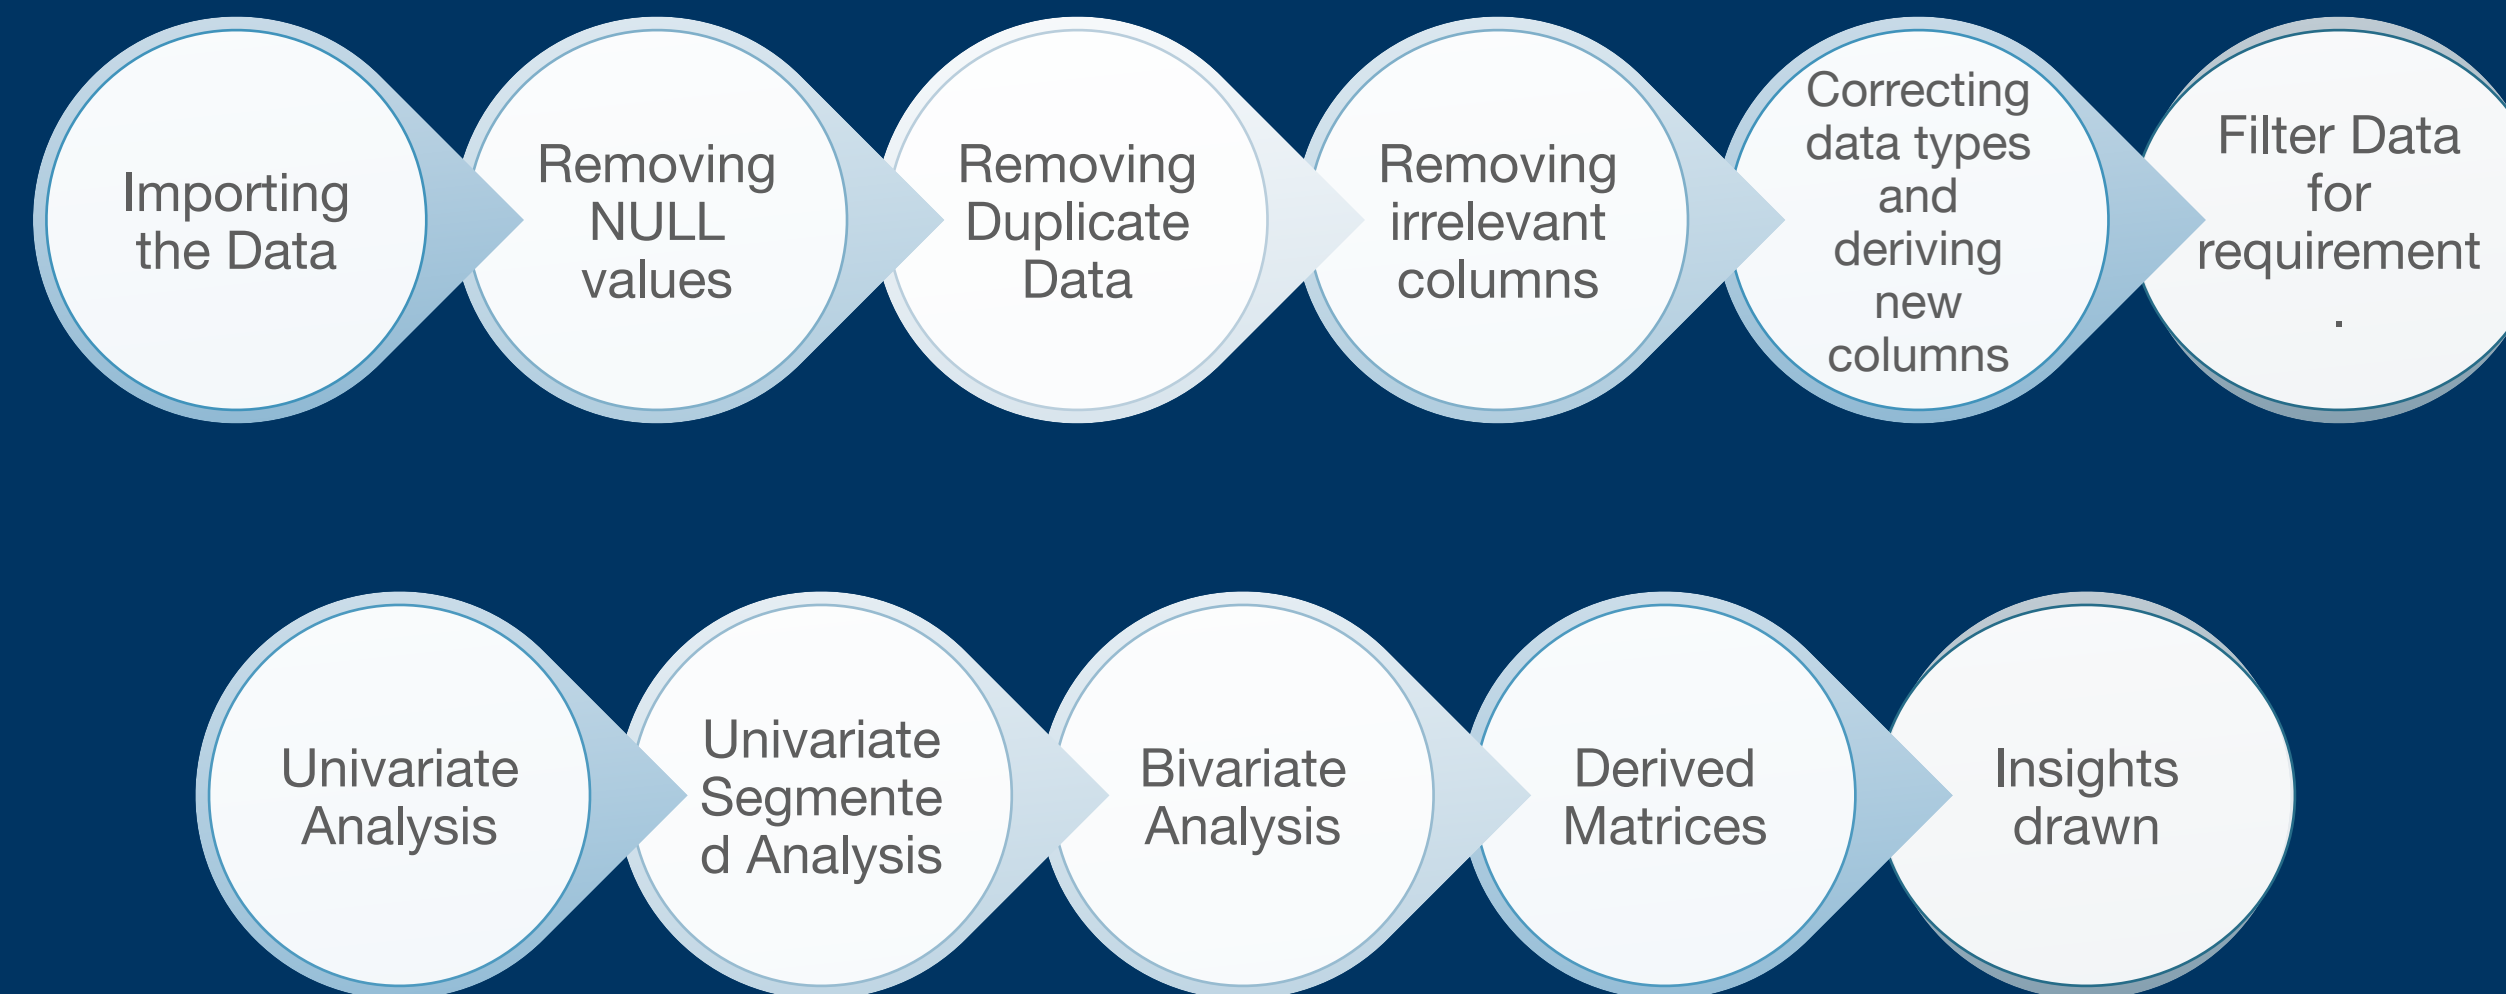 Importing
the Data
Removing
NULL
values
Removing
Duplicate
Data
Removing
irrelevant
columns
Correcting
data types
and
deriving
new
columns
Filter Data
for
requirement
.
Univariate
Analysis
Univariate
Segmente
d Analysis
Bivariate
Analysis
Derived
Matrices
Insights
drawn